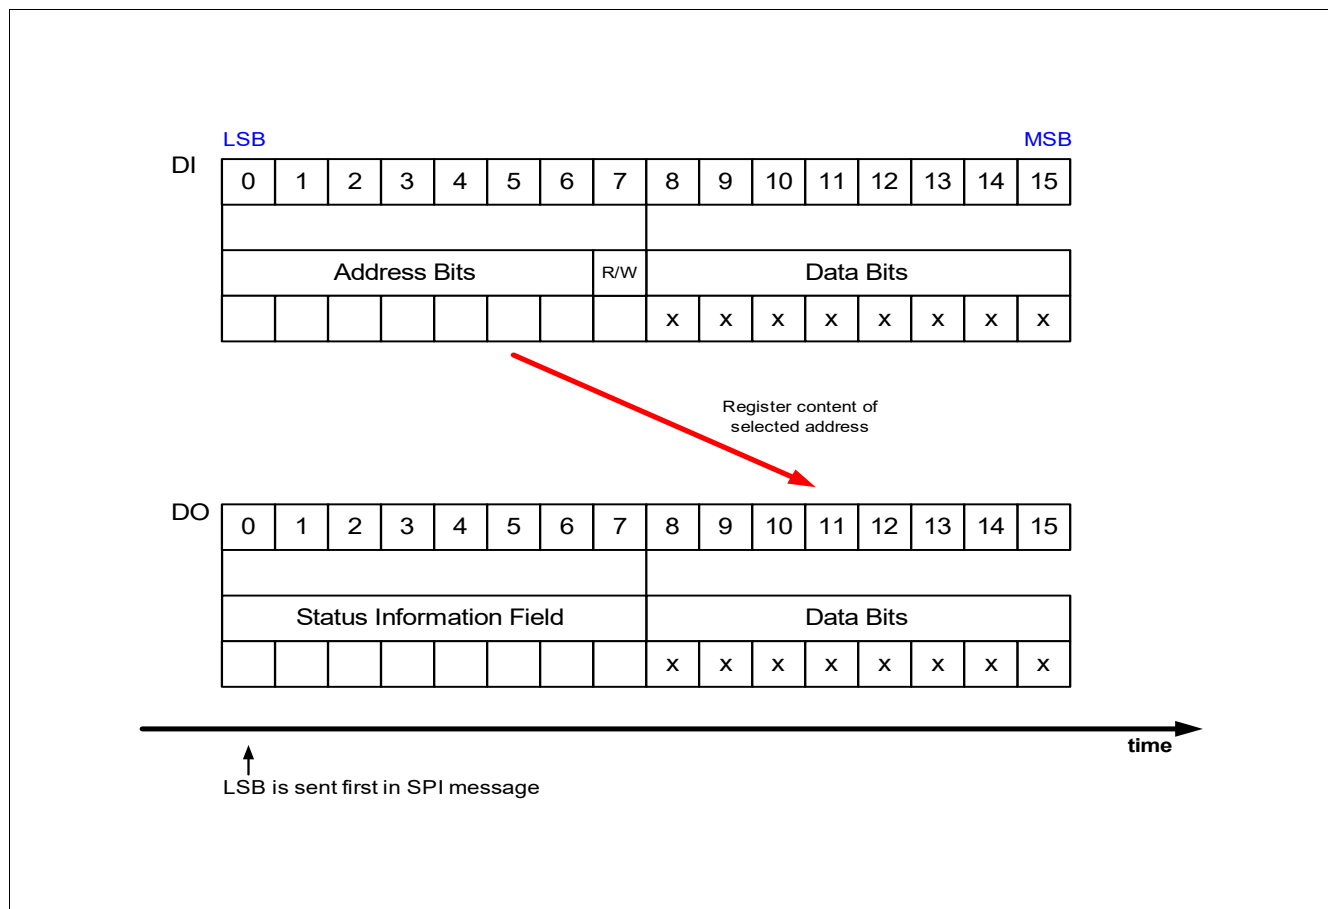 LSB MSB
DI
0 1 2 3 4 5 6 7 8 9 10 11 12 13 14 15
Address Bits R/W Data Bits
x x x x x x x x
Register content of
selected address
DO
0 1 2 3 4 5 6 7 8 9 10 11 12 13 14 15
Status Information Field Data Bits
x x x x x x x x
time
LSB is sent first in SPI message